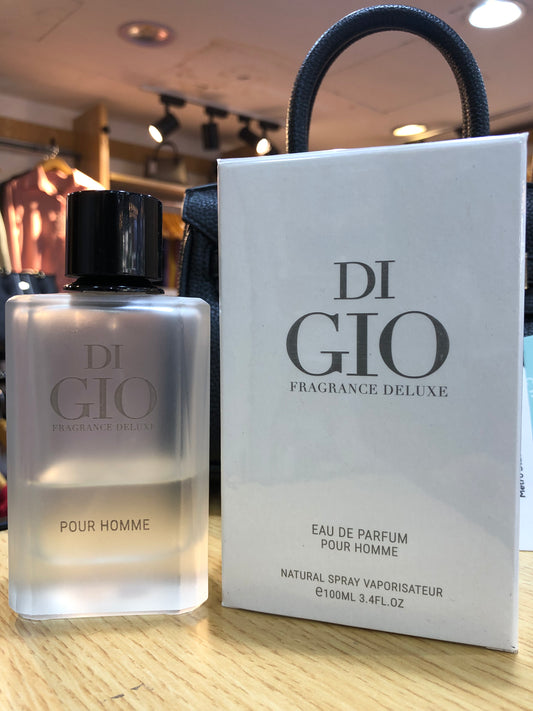 DI
GIO
FRAGRANCE DELUXE
POUR HOMME
DI
GIO
FRAGRANCE DELUXE
EAU DE PARFUM
POUR HOMME
NATURAL SPRAY VAPORISATEUR
℮100ML 3.4FL.OZ